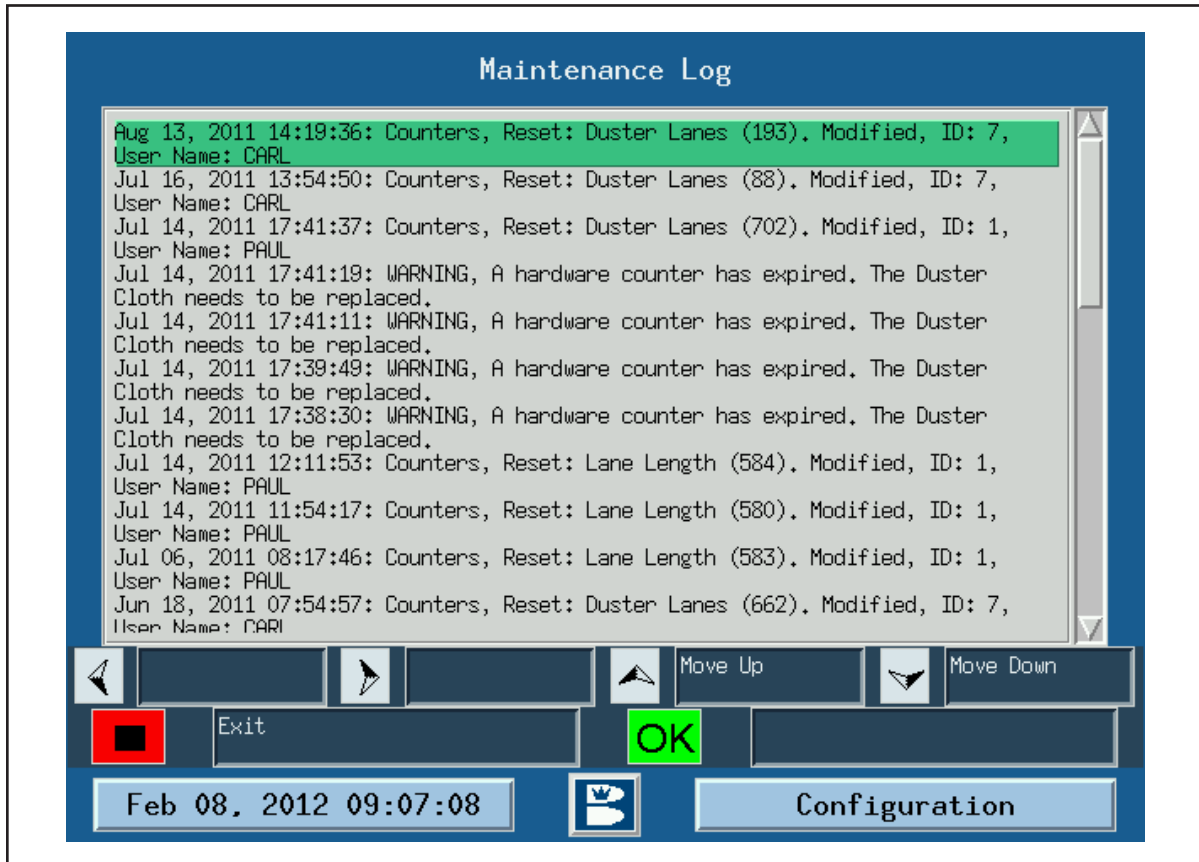 Maintenance Log
Aug 13, 2011 14:19:36: Counters, Reset: Duster Lanes (193). Modified, ID: 7,
User Name: CARL
Jul 16, 2011 13:54:50: Counters, Reset: Duster Lanes (88). Modified, ID: 7,
User Name: CARL
Jul 14, 2011 17:41:37: Counters, Reset: Duster Lanes (702). Modified, ID: 1,
User Name: PAUL
Jul 14, 2011 17:41:19: WARNING, A hardware counter has expired. The Duster
Cloth needs to be replaced.
Jul 14, 2011 17:41:11: WARNING, A hardware counter has expired. The Duster
Cloth needs to be replaced.
Jul 14, 2011 17:39:49: WARNING, A hardware counter has expired. The Duster
Cloth needs to be replaced.
Jul 14, 2011 17:38:30: WARNING, A hardware counter has expired. The Duster
Cloth needs to be replaced.
Jul 14, 2011 12:11:53: Counters, Reset: Lane Length (584). Modified, ID: 1,
User Name: PAUL
Jul 14, 2011 11:54:17: Counters, Reset: Lane Length (580). Modified, ID: 1,
User Name: PAUL
Jul 06, 2011 08:17:46: Counters, Reset: Lane Length (583). Modified, ID: 1,
User Name: PAUL
Jun 18, 2011 07:54:57: Counters, Reset: Duster Lanes (662). Modified, ID: 7,
User Name: CARL
Move Up
Move Down
Exit
OK
Feb 08, 2012 09:07:08
Configuration